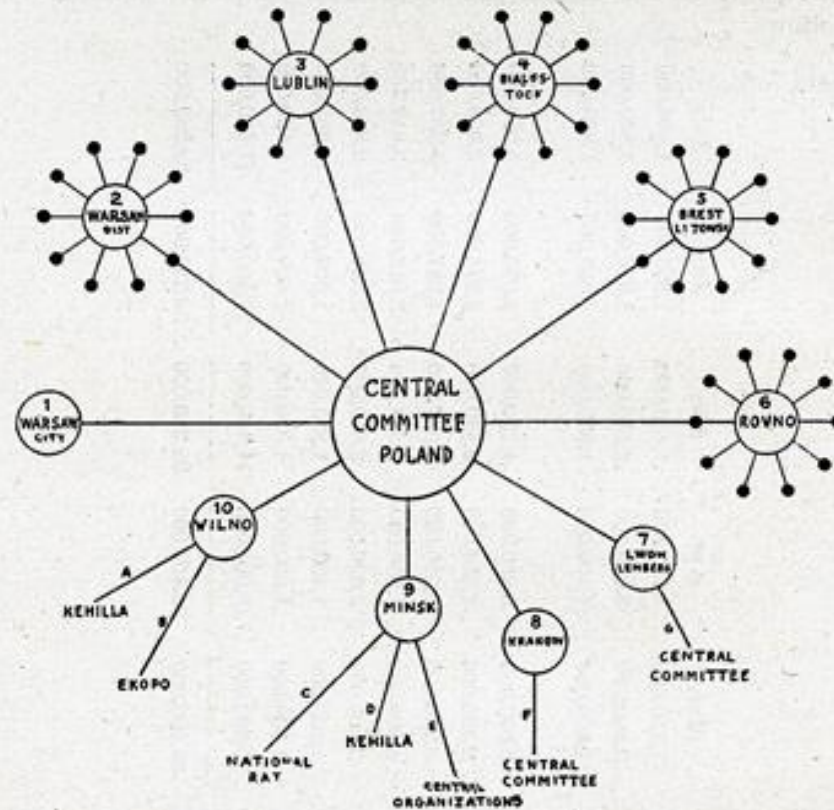 3
LUBLIN
4
BIALYS-
TOCK
2
WARSAW
DIST
5
BREST
LITOWSK
CENTRAL
COMMITTEE
POLAND
1
WARSAW
CITY
6
ROVNO
10
WILNO
A
KEHILLA
B
EKOPO
9
MINSK
C
NATIONAL
RAT
D
KEHILLA
E
CENTRAL
ORGANIZATIONS
8
KRAKOW
F
CENTRAL
COMMITTEE
7
LWOW
LEMBERG
G
CENTRAL
COMMITTEE